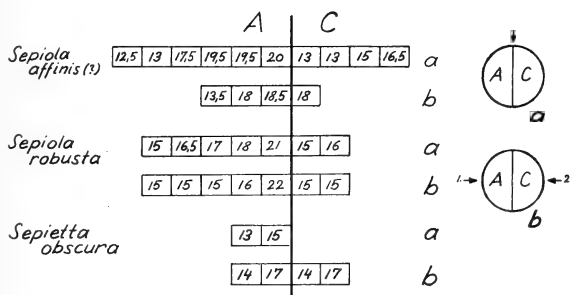 A C
Sepiola affinis (?) 12,5 13 17,5 19,5 19,5 20 13 13 15 16,5 a
13,5 18 18,5 18 b
Sepiola robusta 15 16,5 17 18 21 15 16 a
15 15 15 16 22 15 15 b
Sepietta obscura 13 15 a
14 17 14 17 b
A C
a
1 A C 2
b